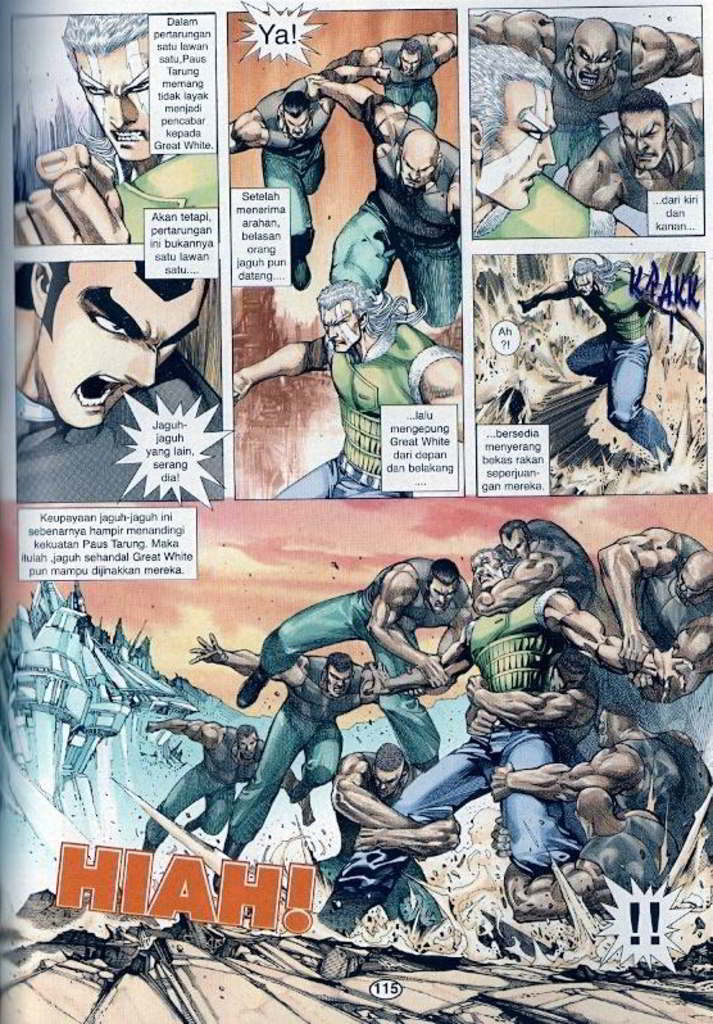 Dalam
pertarungan
satu lawan
satu,Paus
Tarung
memang
tidak layak
menjadi
pencabar
kepada
Great White.
Akan tetapi,
pertarungan
ini bukannya
satu lawan
satu....
Ya!
Setelah
menerima
arahan,
belasan
orang
jaguh pun
datang....
...lalu
mengepung
Great White
dari depan
dan belakang
....
...dari kiri
dan
kanan...
Jaguh-
jaguh
yang lain,
serang
dia!
KRAKK
Ah
?!
...bersedia
menyerang
bekas rakan
seperjuan-
gan mereka.
Keupayaan jaguh-jaguh ini
sebenarnya hampir menandingi
kekuatan Paus Tarung. Maka
itulah ,jaguh sehandal Great White
pun mampu dijinakkan mereka.
HIAH!
!!
115